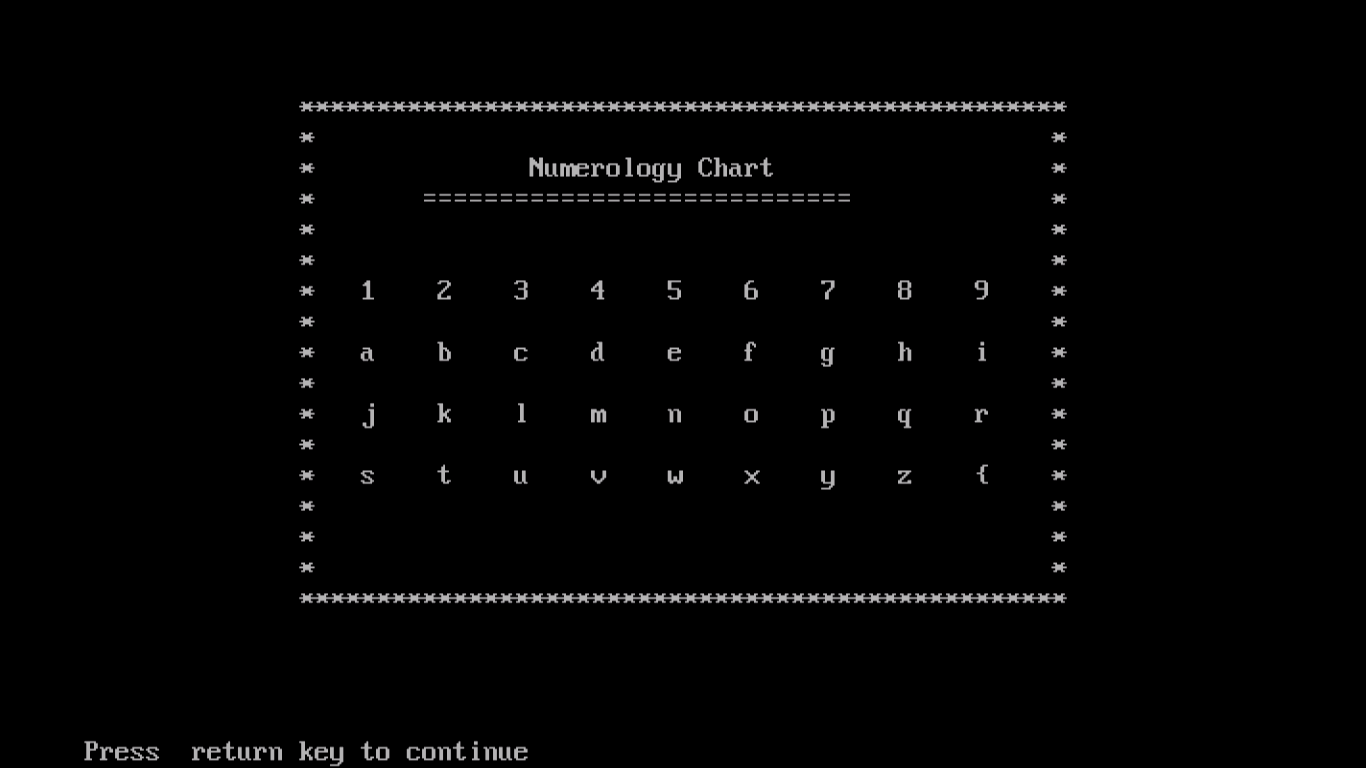 **************************************************
* *
* Numerology Chart *
* ============================ *
* *
* *
* 1 2 3 4 5 6 7 8 9 *
* *
* a b c d e f g h i *
* *
* j k l m n o p q r *
* *
* s t u v w x y z { *
* *
* *
* *
**************************************************
Press  return key to continue